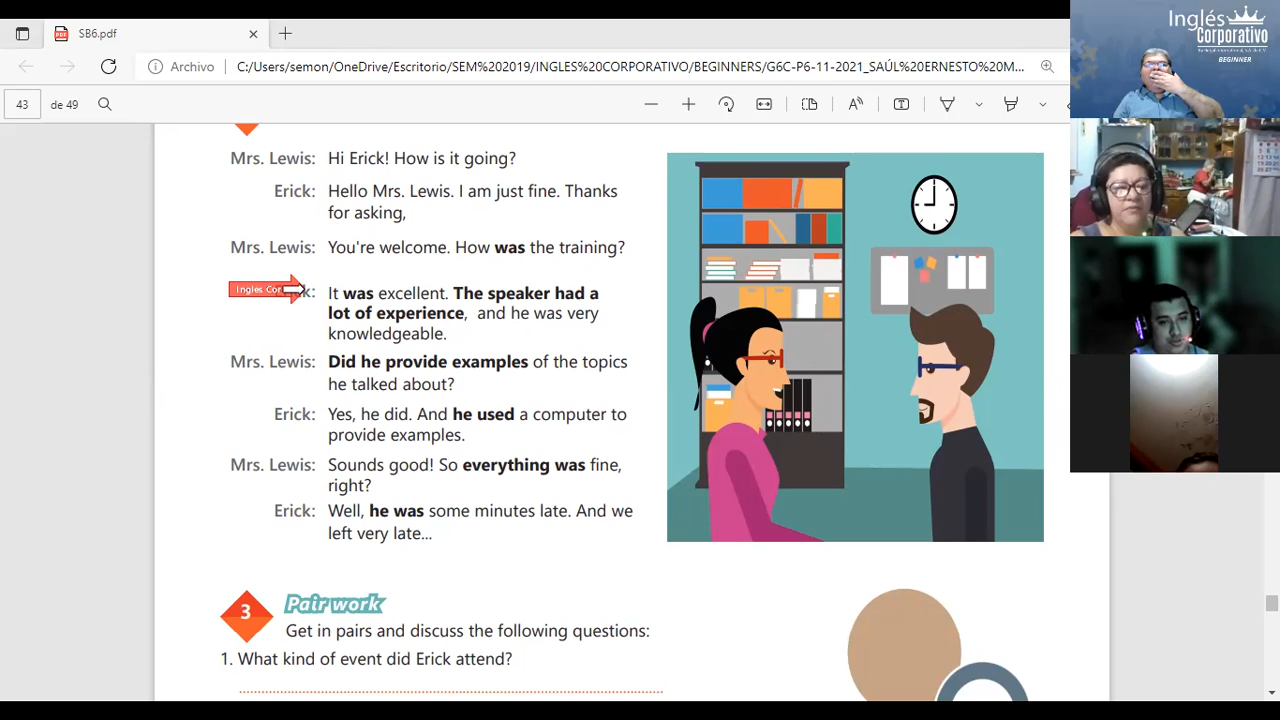 SB6.pdf
Archivo
C:/Users/semon/OneDrive/Escritorio/SEM%202019/INGLES%20CORPORATIVO/BEGINNERS/G6C-P6-11-2021_SAÚL%20ERNESTO%20M...
43
de 49
Mrs. Lewis: Hi Erick! How is it going?
Erick: Hello Mrs. Lewis. I am just fine. Thanks
for asking,
Mrs. Lewis: You're welcome. How was the training?
Ingles Cor
k: It was excellent. The speaker had a
lot of experience, and he was very
knowledgeable.
Mrs. Lewis: Did he provide examples of the topics
he talked about?
Erick: Yes, he did. And he used a computer to
provide examples.
Mrs. Lewis: Sounds good! So everything was fine,
right?
Erick: Well, he was some minutes late. And we
left very late...
3
Pair work
Get in pairs and discuss the following questions:
1. What kind of event did Erick attend?
Inglés
Corporativo
BEGINNER